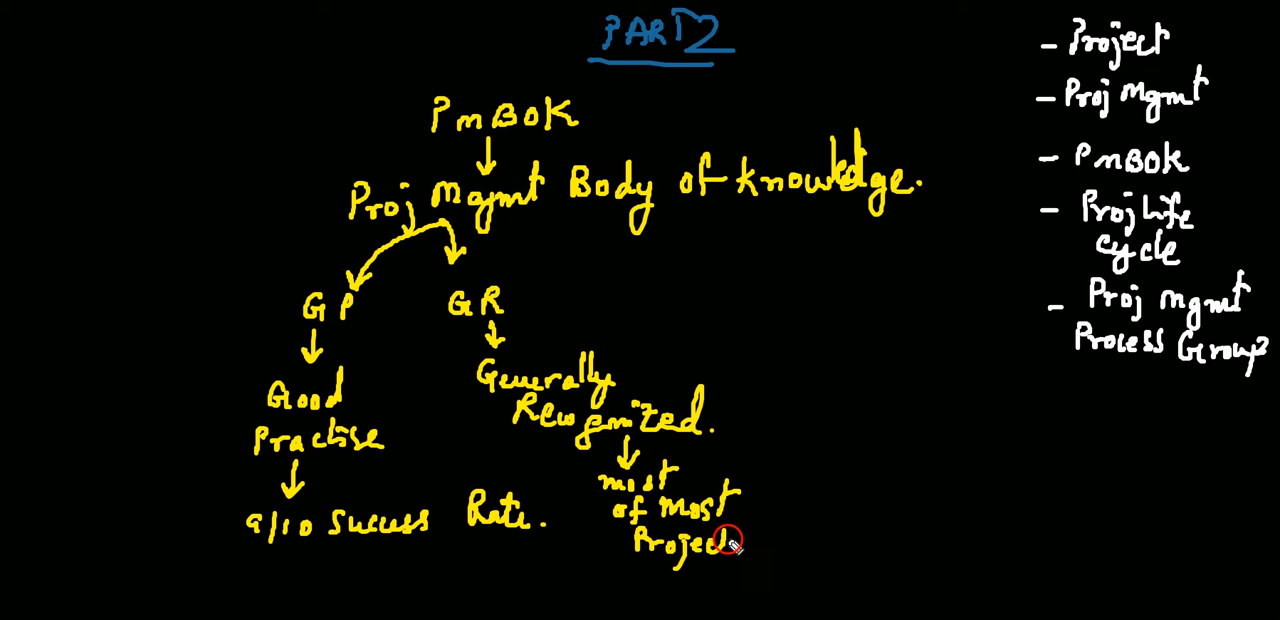 PART 2
PMBOK
Proj Mgmt Body of Knowledge.
GP
GR
Good
Practise
9/10 Success Rate.
Generally
Recognized.
most
of most
Project
- Project
- Proj Mgmt
- PMBOK
- Proj Life
cycle
- Proj Mgmt
Process Groups